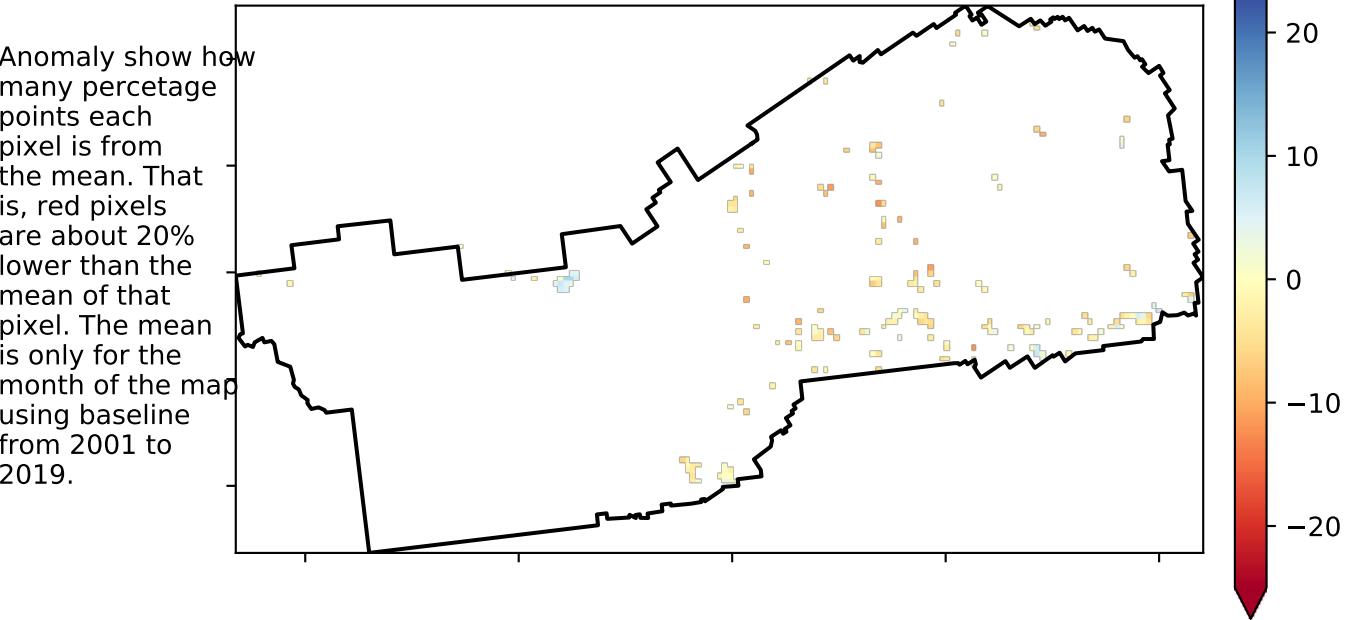 Anomaly show how
many percetage
points each
pixel is from
the mean. That
is, red pixels
are about 20%
lower than the
mean of that
pixel. The mean
is only for the
month of the map
using baseline
from 2001 to
2019.
20
10
0
−10
−20